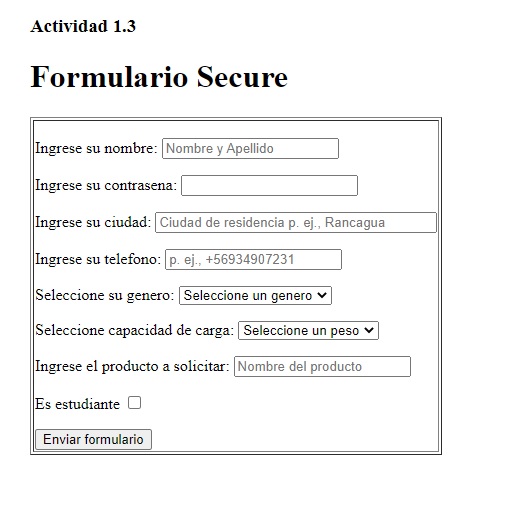 Actividad 1.3
Formulario Secure
Ingrese su nombre: Nombre y Apellido
Ingrese su contrasena:
Ingrese su ciudad: Ciudad de residencia p. ej., Rancagua
Ingrese su telefono: p. ej., +56934907231
Seleccione su genero: Seleccione un genero
Seleccione capacidad de carga: Seleccione un peso
Ingrese el producto a solicitar: Nombre del producto
Es estudiante
Enviar formulario